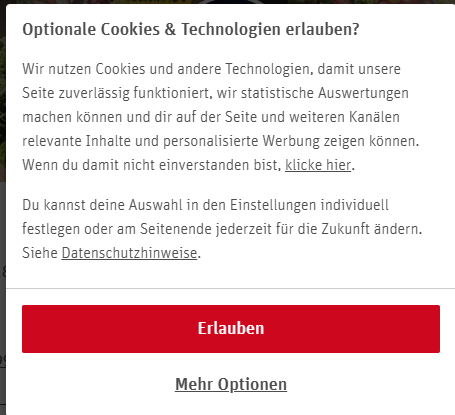 Optionale Cookies & Technologien erlauben?
Wir nutzen Cookies und andere Technologien, damit unsere
Seite zuverlässig funktioniert, wir statistische Auswertungen
machen können und dir auf der Seite und weiteren Kanälen
relevante Inhalte und personalisierte Werbung zeigen können.
Wenn du damit nicht einverstanden bist, klicke hier.
Du kannst deine Auswahl in den Einstellungen individuell
festlegen oder am Seitenende jederzeit für die Zukunft ändern.
Siehe Datenschutzhinweise.
Erlauben
Mehr Optionen